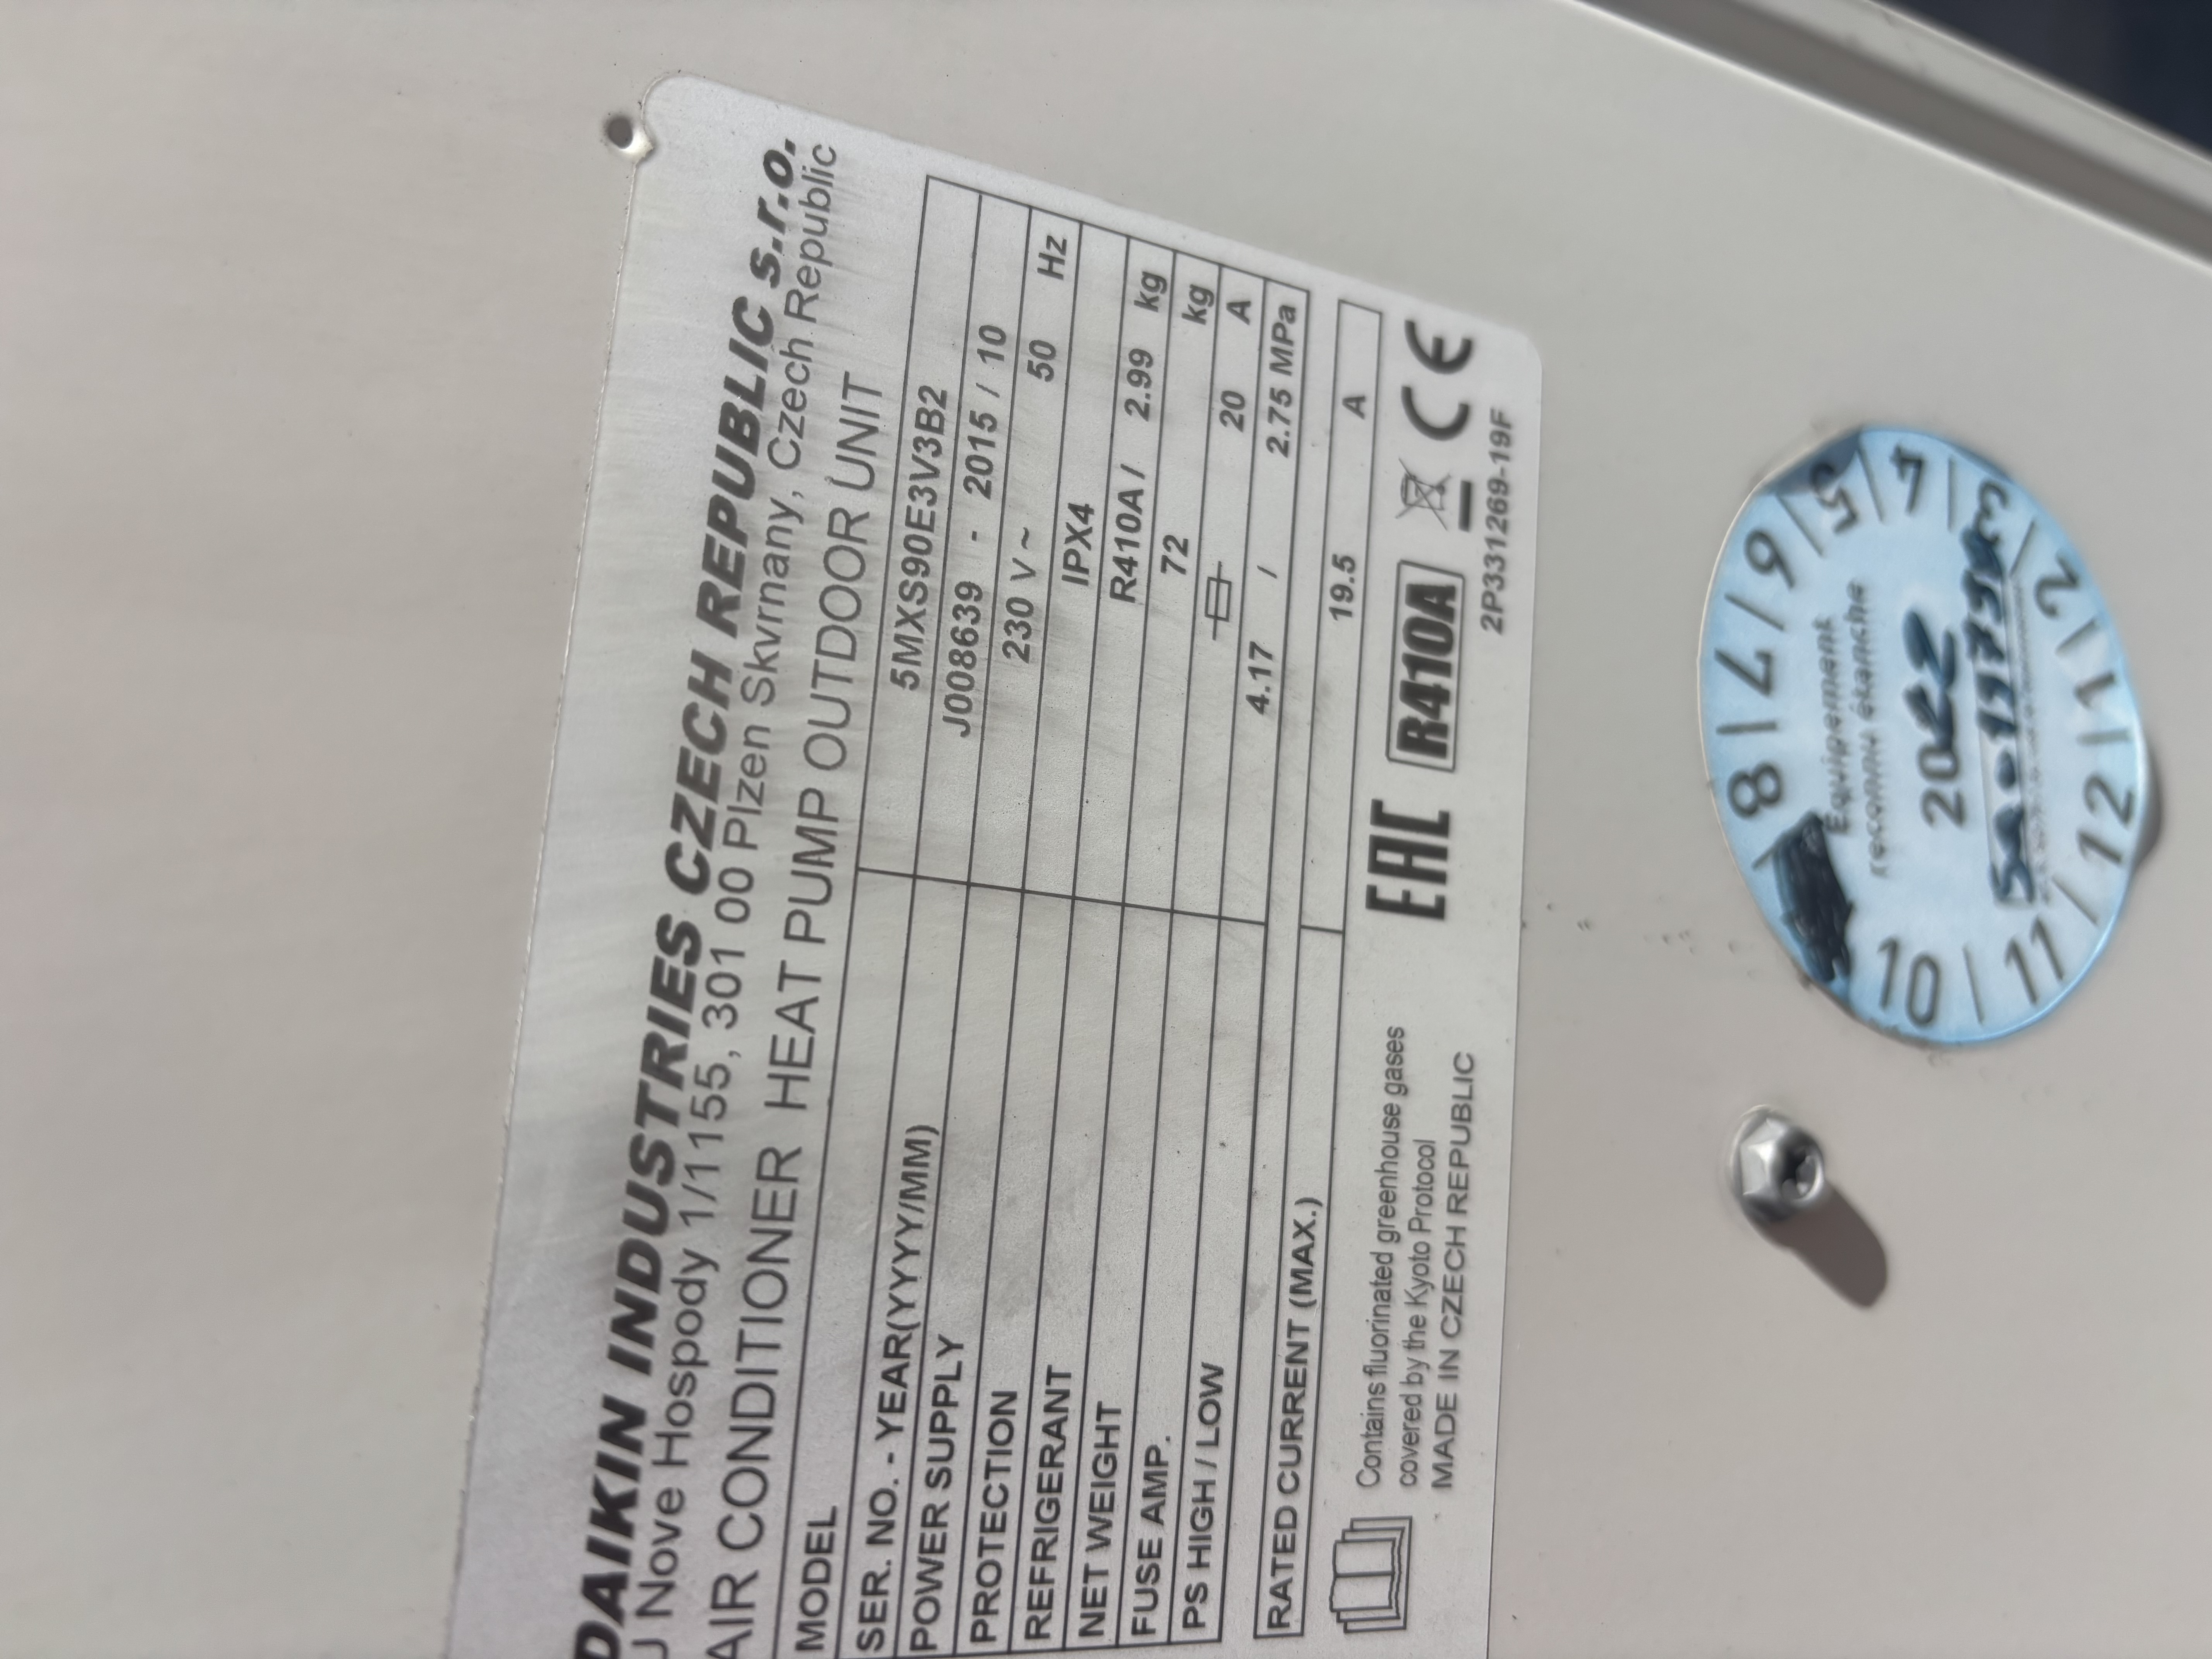 DAIKIN INDUSTRIES CZECH REPUBLIC s.r.o.
U Nove Hospody 1/1155, 301 00 Plzen Skvrnany, Czech Republic
AIR CONDITIONER HEAT PUMP OUTDOOR UNIT
MODEL 5MXS90E3V3B2
SER. NO. - YEAR(YYYY/MM) J008639 - 2015 / 10
POWER SUPPLY 230 V ~ 50 Hz
PROTECTION IPX4
REFRIGERANT R410A / 2.99 kg
NET WEIGHT 72 kg
FUSE AMP. 20 A
PS HIGH / LOW 4.17 / 2.75 MPa
RATED CURRENT (MAX.) 19.5 A
Contains fluorinated greenhouse gases
covered by the Kyoto Protocol
MADE IN CZECH REPUBLIC
EAC R410A CE
2P331269-19F
8 / 7 / 6 / 5 / 4 / 3 / 2 / 1 / 12 / 11 / 10
Equipement
reconnu étanche
2022